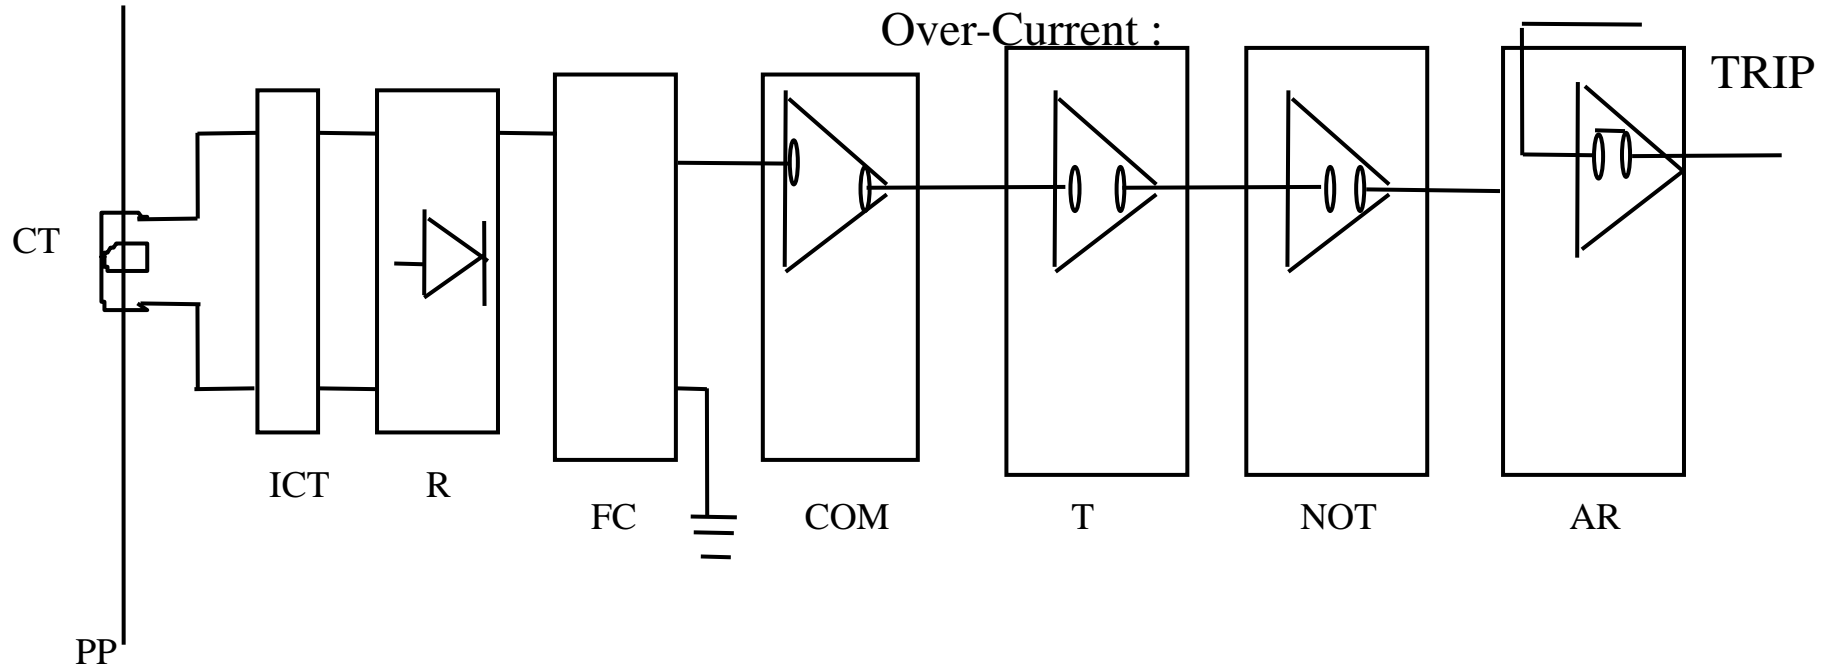 Over-Current :
TRIP
CT
ICT
R
FC
COM
T
NOT
AR
PP